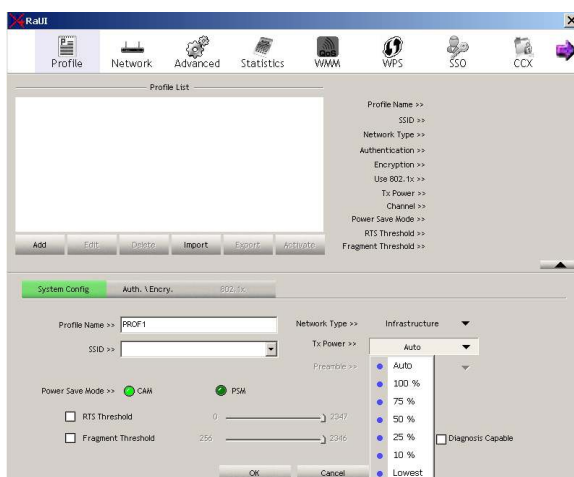 RaUI
Profile Network Advanced Statistics WMM WPS SSO CCX
QoS
Profile List
Profile Name >>
SSID >>
Network Type >>
Authentication >>
Encryption >>
Use 802.1x >>
Tx Power >>
Channel >>
Power Save Mode >>
RTS Threshold >>
Fragment Threshold >>
Add Edit Delete Import Export Activate
System Config Auth. \ Encry. 802.1x
Profile Name >> PROF1 Network Type >> Infrastructure
SSID >> Tx Power >> Auto
Preamble >>
Auto
100 %
75 %
50 %
25 %
10 %
Lowest
Power Save Mode >> CAM PSM
RTS Threshold 0 2347
Fragment Threshold 256 2346 Diagnosis Capable
OK Cancel